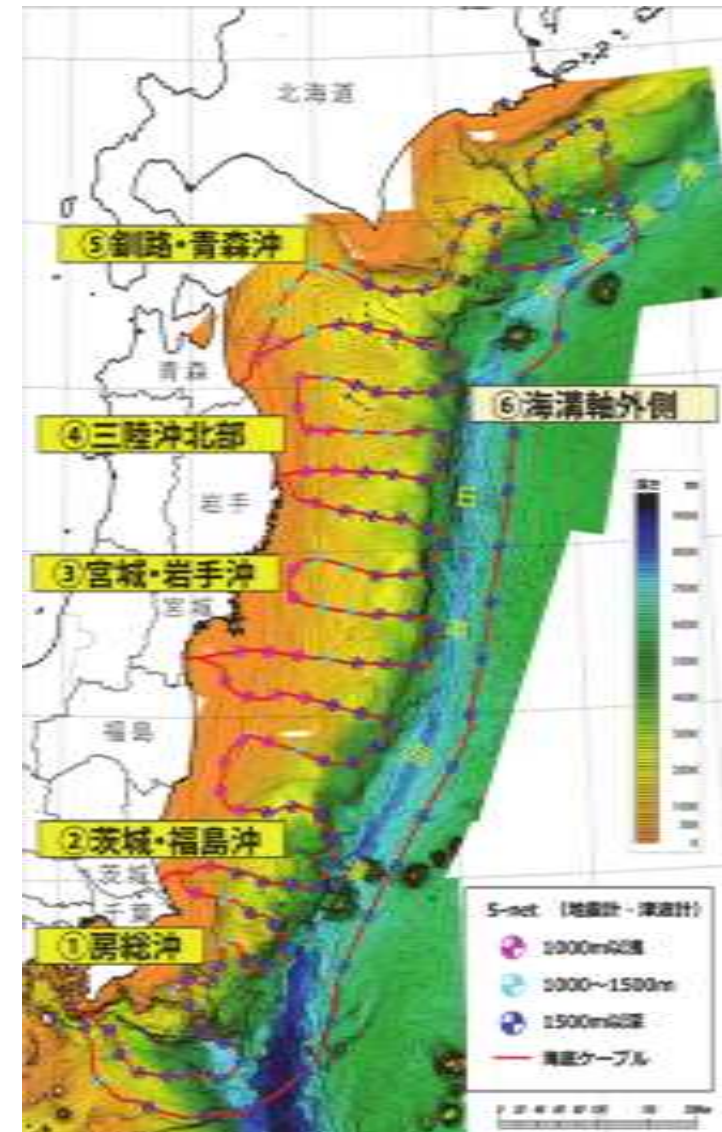 北海道
⑤釧路・青森沖
青森
⑥海溝軸外側
④三陸沖北部
岩手
③宮城・岩手沖
宮城
福島
②茨城・福島沖
茨城
千葉
①房総沖
S-net (地震計・津波計)
1000m以浅
1000~1500m
1500m以深
海底ケーブル